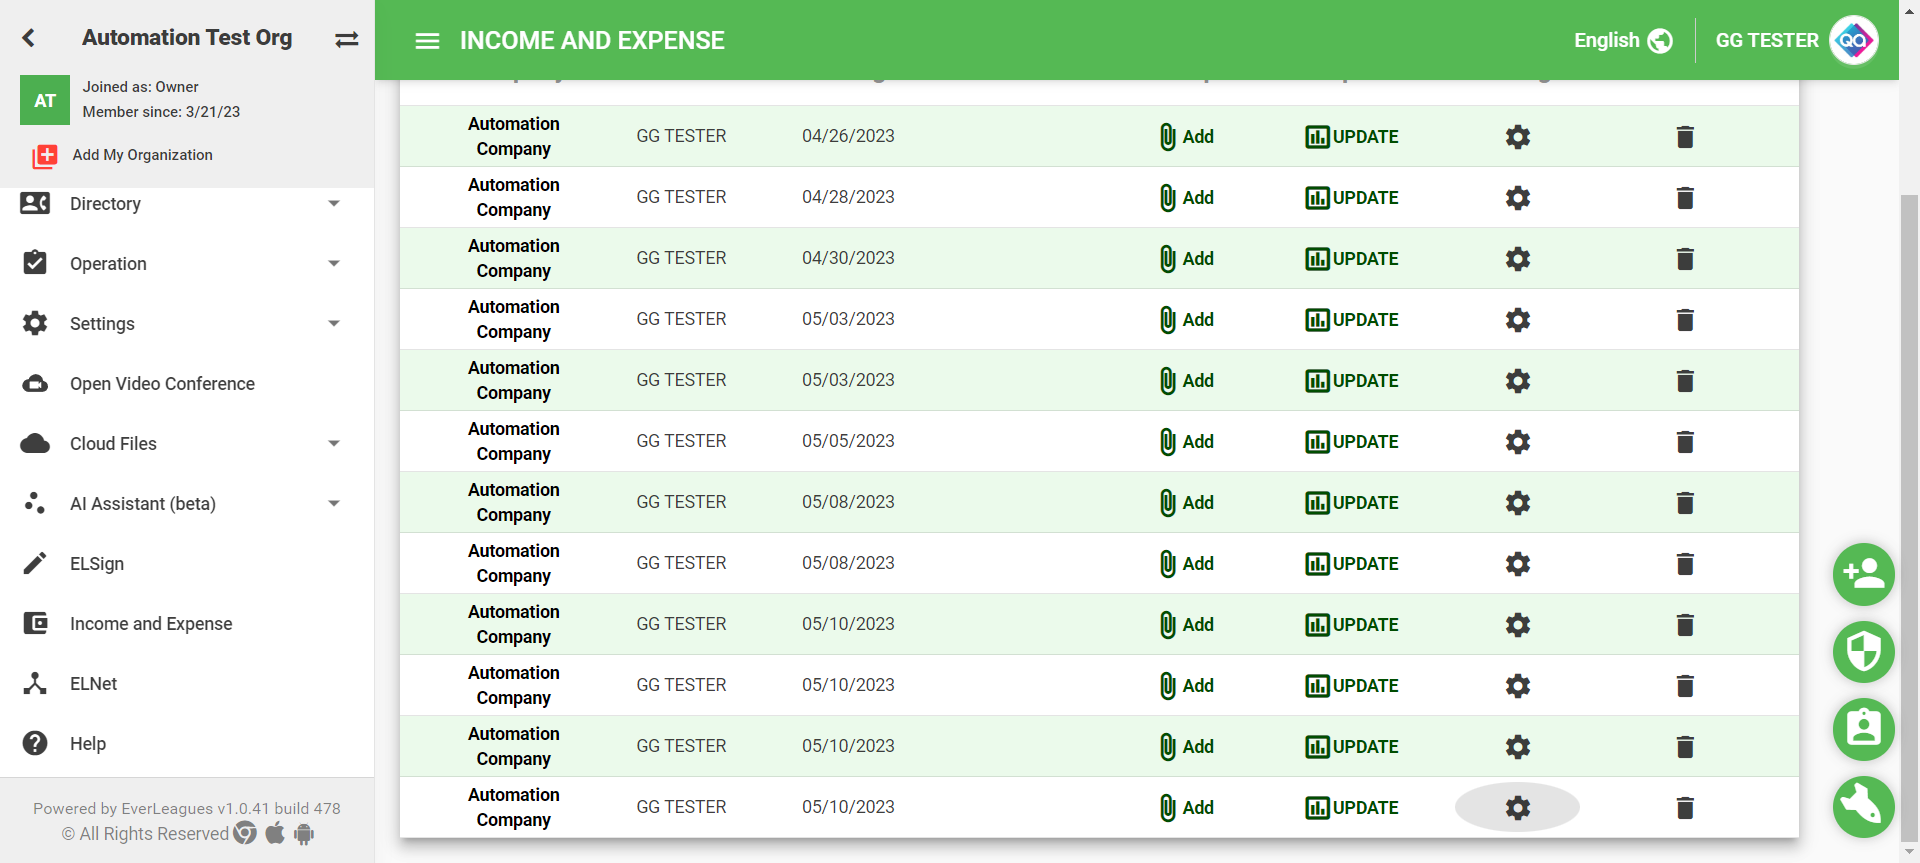 Automation Test Org
AT
Joined as: Owner
Member since: 3/21/23
Add My Organization
Directory
Operation
Settings
Open Video Conference
Cloud Files
AI Assistant (beta)
ELSign
Income and Expense
ELNet
Help
Powered by EverLeagues v1.0.41 build 478
© All Rights Reserved
INCOME AND EXPENSE
English
GG TESTER
QA
Automation
Company
GG TESTER 04/26/2023 Add UPDATE
Automation
Company
GG TESTER 04/28/2023 Add UPDATE
Automation
Company
GG TESTER 04/30/2023 Add UPDATE
Automation
Company
GG TESTER 05/03/2023 Add UPDATE
Automation
Company
GG TESTER 05/03/2023 Add UPDATE
Automation
Company
GG TESTER 05/05/2023 Add UPDATE
Automation
Company
GG TESTER 05/08/2023 Add UPDATE
Automation
Company
GG TESTER 05/08/2023 Add UPDATE
Automation
Company
GG TESTER 05/10/2023 Add UPDATE
Automation
Company
GG TESTER 05/10/2023 Add UPDATE
Automation
Company
GG TESTER 05/10/2023 Add UPDATE
Automation
Company
GG TESTER 05/10/2023 Add UPDATE